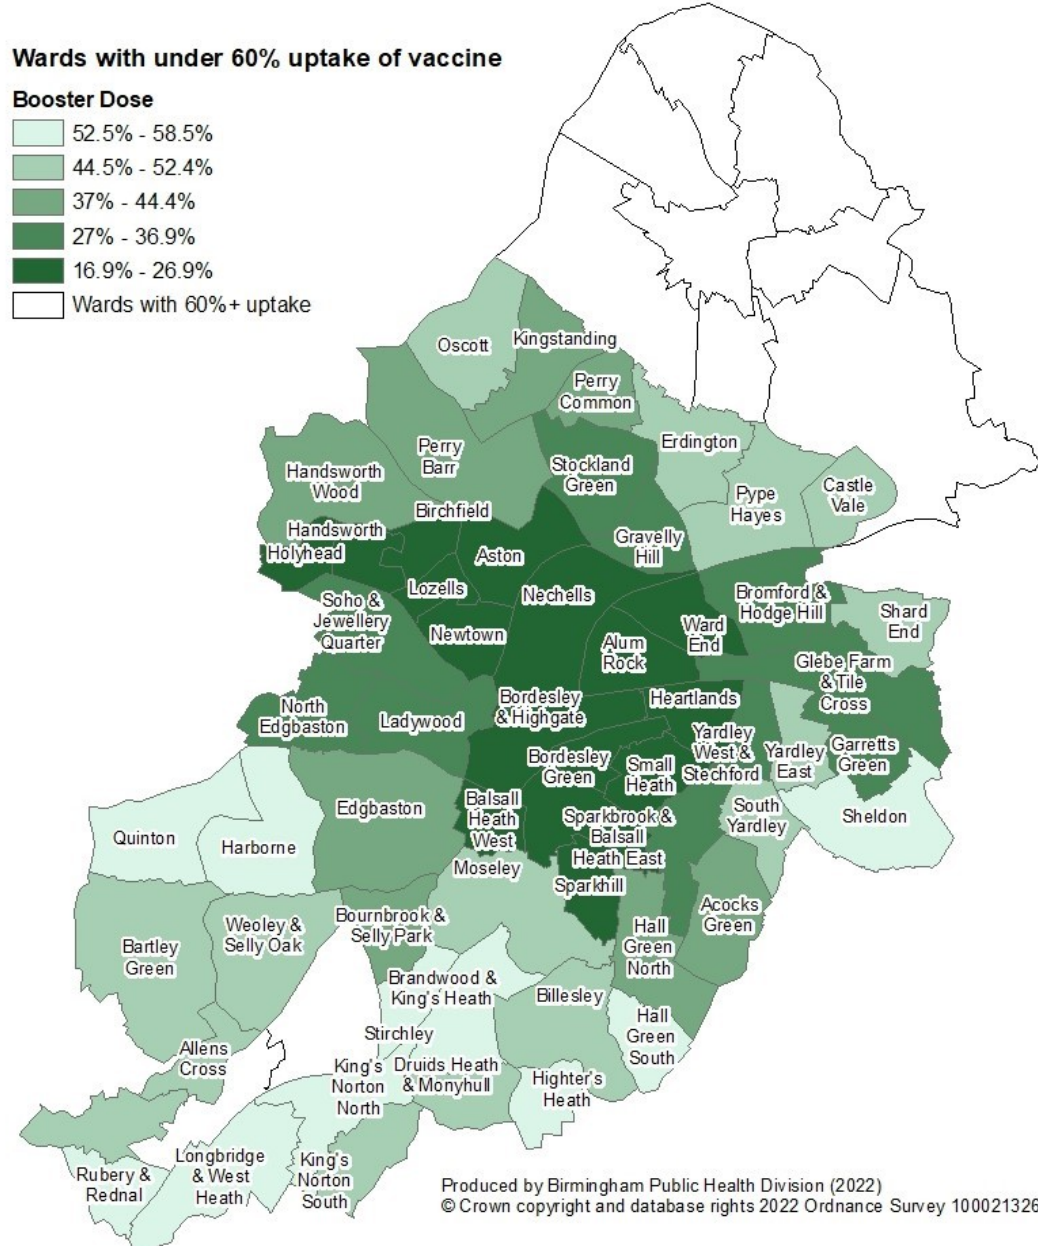 Wards with under 60% uptake of vaccine
Booster Dose
52.5% - 58.5%
44.5% - 52.4%
37% - 44.4%
27% - 36.9%
16.9% - 26.9%
Wards with 60%+ uptake
Oscott
Kingstanding
Perry
Common
Erdington
Perry
Barr
Handsworth
Wood
Stockland
Green
Pype
Hayes
Castle
Vale
Birchfield
Handsworth
Holyhead
Aston
Gravelly
Hill
Lozells
Nechells
Bromford &
Hodge Hill
Shard
End
Soho &
Jewellery
Quarter
Newtown
Alum
Rock
Ward
End
Glebe Farm
& Tile
Cross
North
Edgbaston
Ladywood
Bordesley
& Highgate
Heartlands
Bordesley
Green
Small
Heath
Yardley
West &
Stechford
Yardley
East
Garretts
Green
Edgbaston
Balsall
Heath
West
Sparkbrook &
Balsall
Heath East
South
Yardley
Sheldon
Quinton
Harborne
Moseley
Sparkhill
Bartley
Green
Weoley &
Selly Oak
Bournbrook &
Selly Park
Hall
Green
North
Acocks
Green
Brandwood &
King's Heath
Billesley
Stirchley
Hall
Green
South
Allens
Cross
King's
Norton
North
Druids Heath
& Monyhull
Highter's
Heath
Rubery &
Rednal
Longbridge
& West
Heath
King's
Norton
South
Produced by Birmingham Public Health Division (2022)
© Crown copyright and database rights 2022 Ordnance Survey 100021326